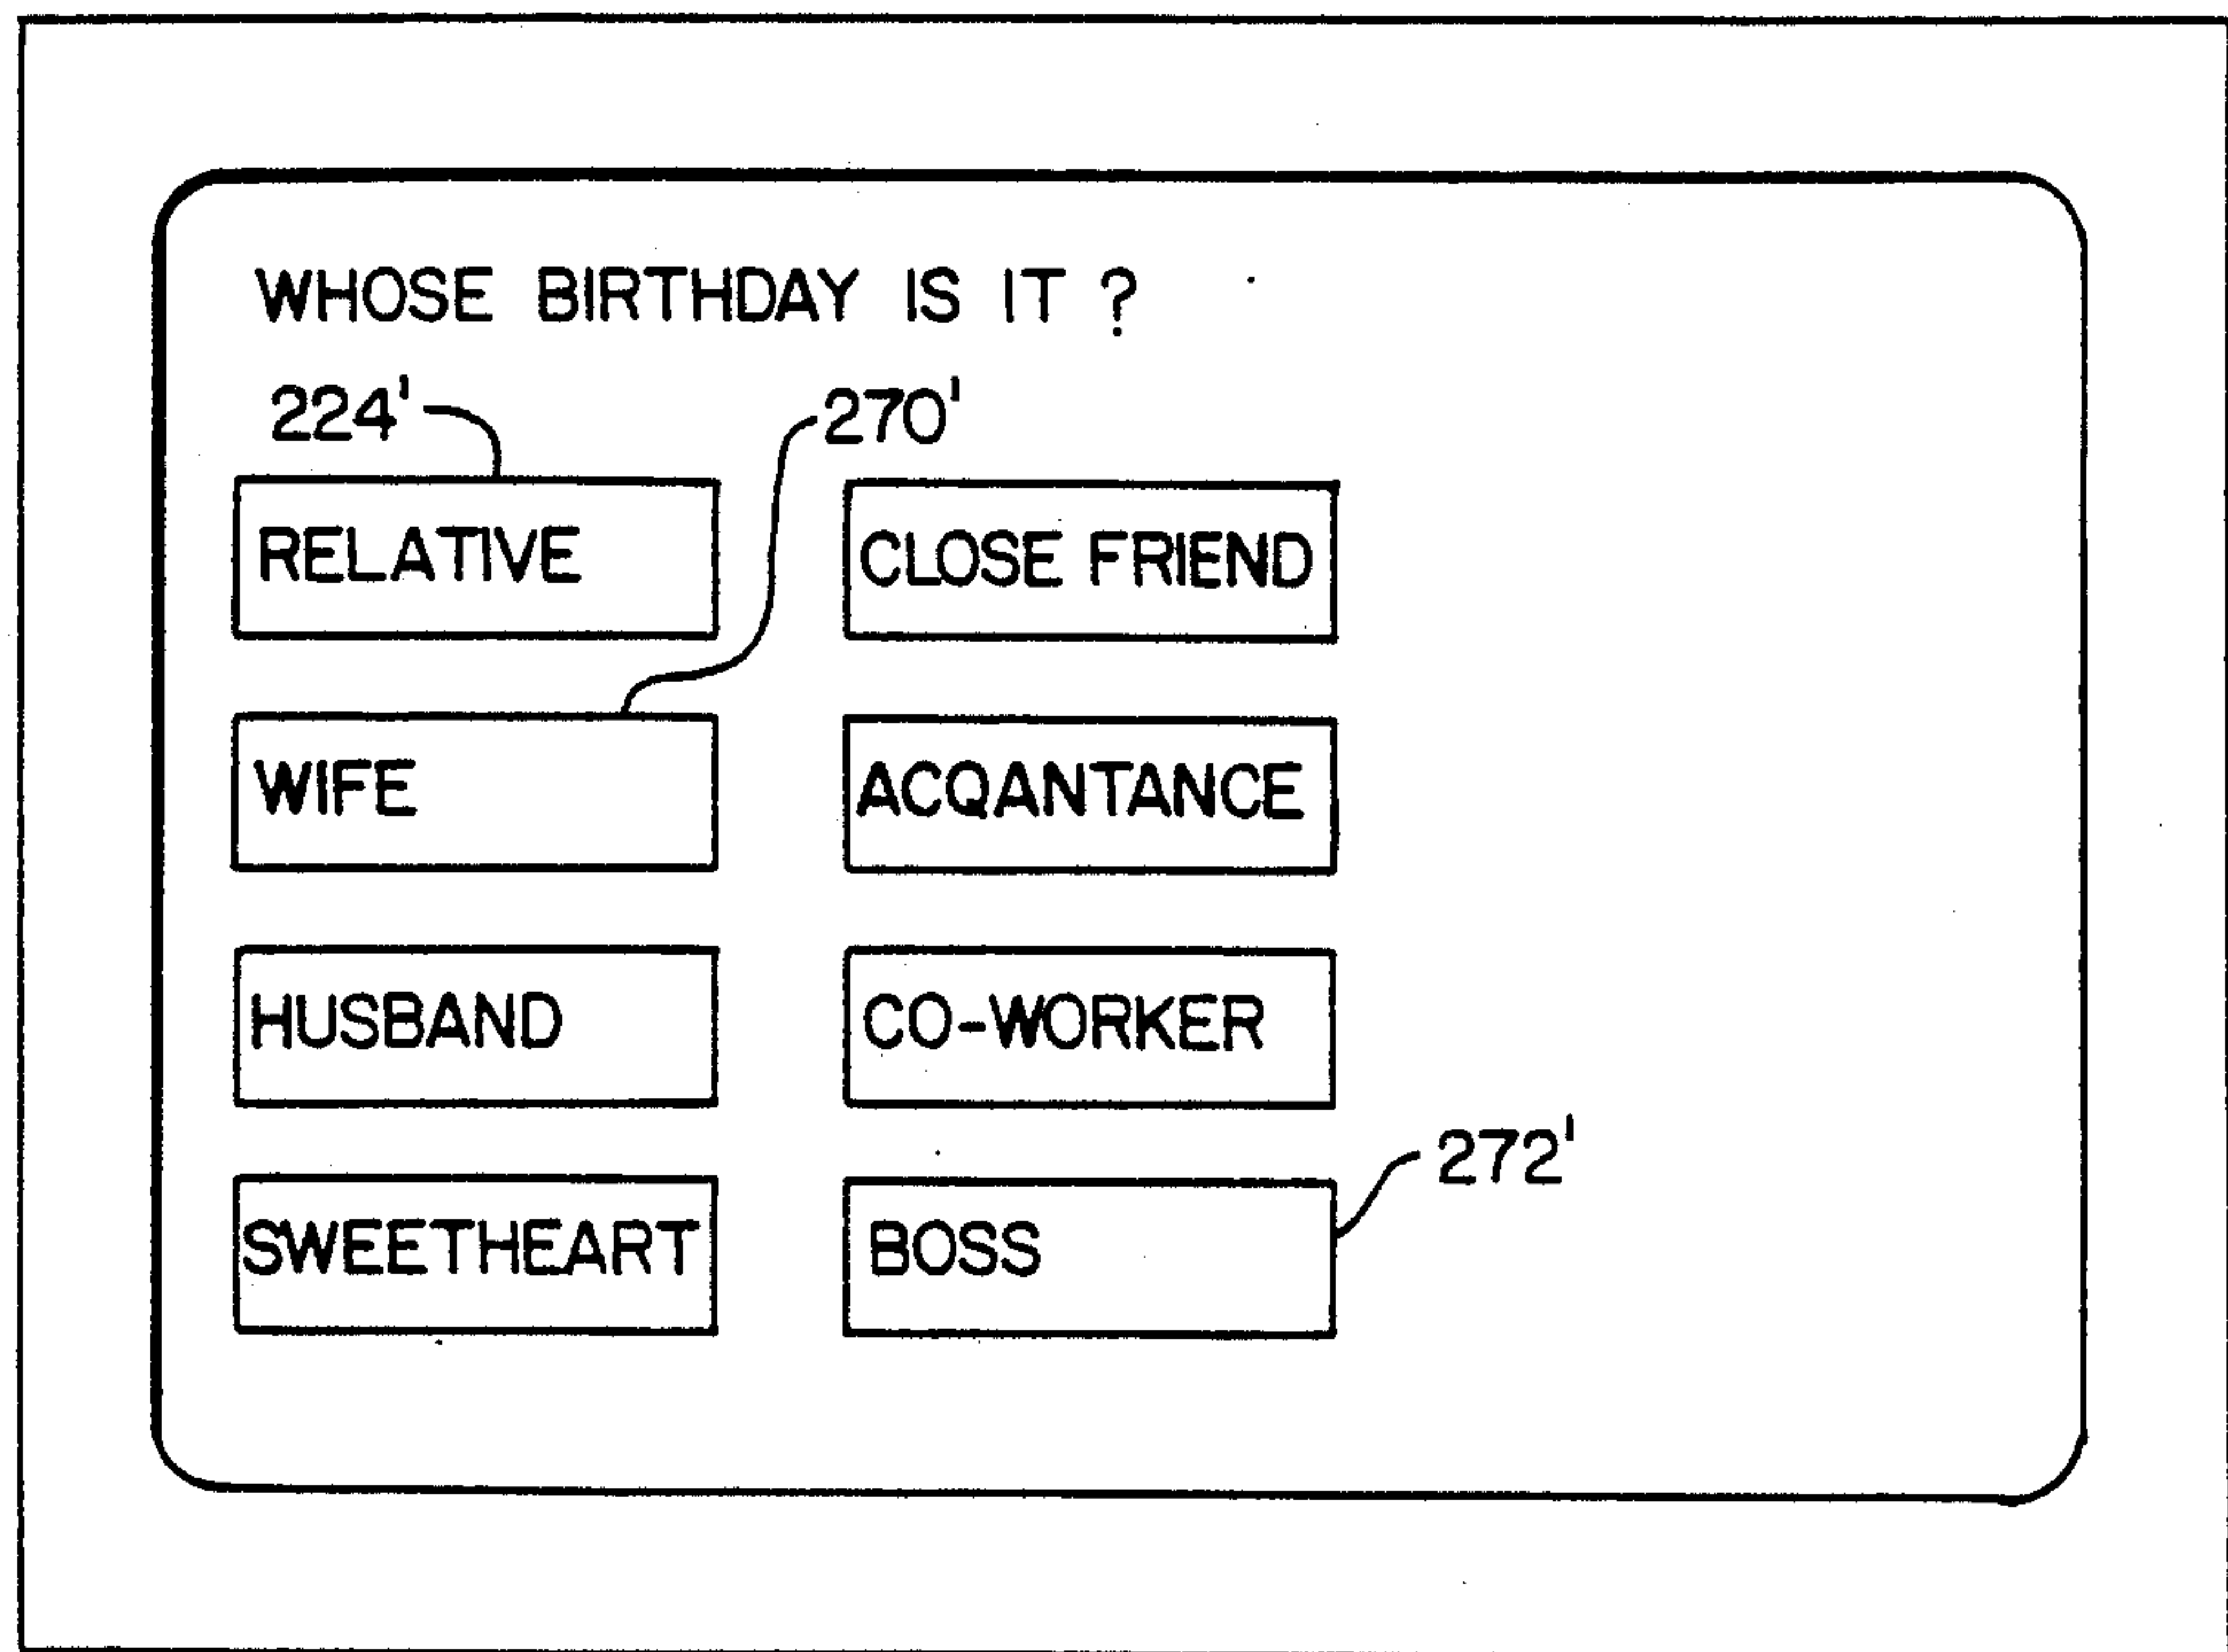 WHOSE BIRTHDAY IS IT ?
224' 270'
RELATIVE CLOSE FRIEND
WIFE ACQANTANCE
HUSBAND CO-WORKER
272'
SWEETHEART BOSS